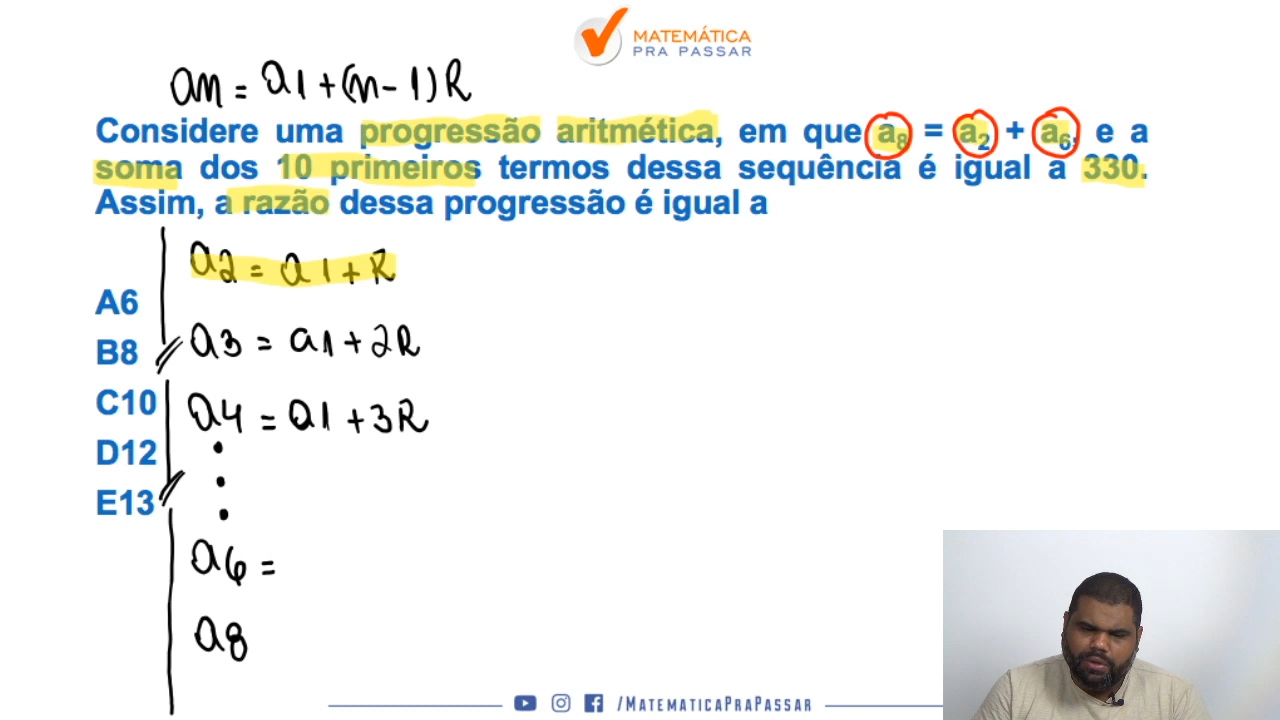 MATEMÁTICA
PRA PASSAR
an = a1 + (n - 1) R
Considere uma progressão aritmética, em que a₈ = a₂ + a₆, e a
soma dos 10 primeiros termos dessa sequência é igual a 330.
Assim, a razão dessa progressão é igual a
a2 = a1 + R
A6
a3 = a1 + 2R
B8
C10
a4 = a1 + 3R
D12
E13
a6 =
a8
/MatematicaPraPassar